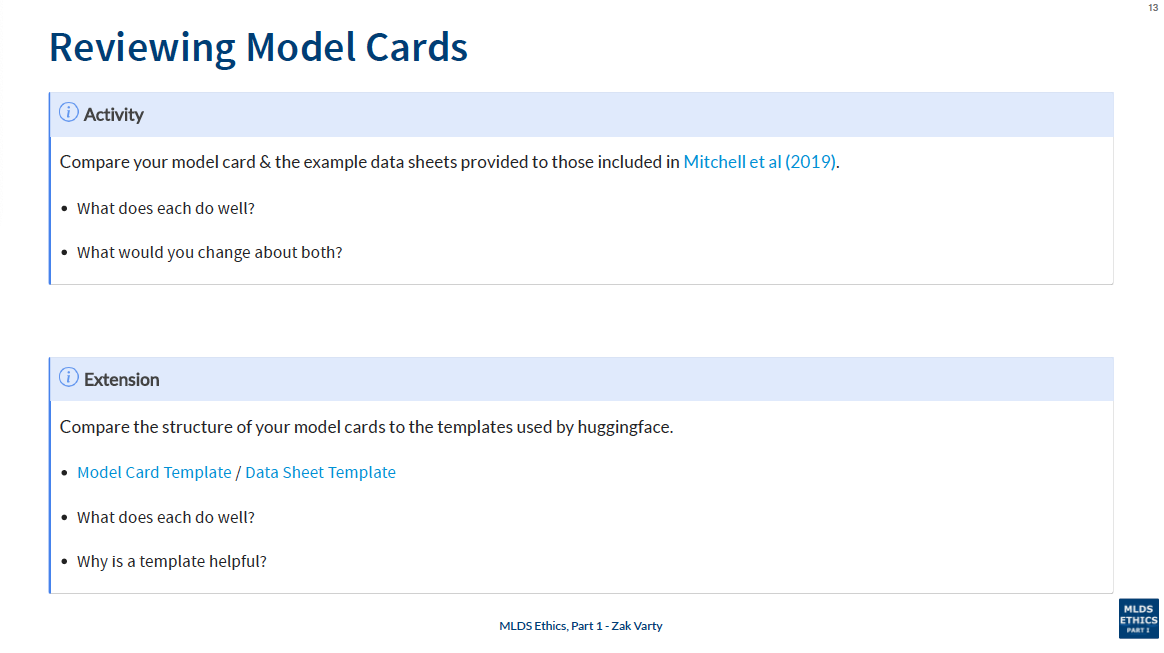 13
Reviewing Model Cards
Activity
Compare your model card & the example data sheets provided to those included in Mitchell et al (2019).
• What does each do well?
• What would you change about both?
Extension
Compare the structure of your model cards to the templates used by huggingface.
• Model Card Template / Data Sheet Template
• What does each do well?
• Why is a template helpful?
MLDS Ethics, Part 1 - Zak Varty
MLDS
ETHICS
PART 1